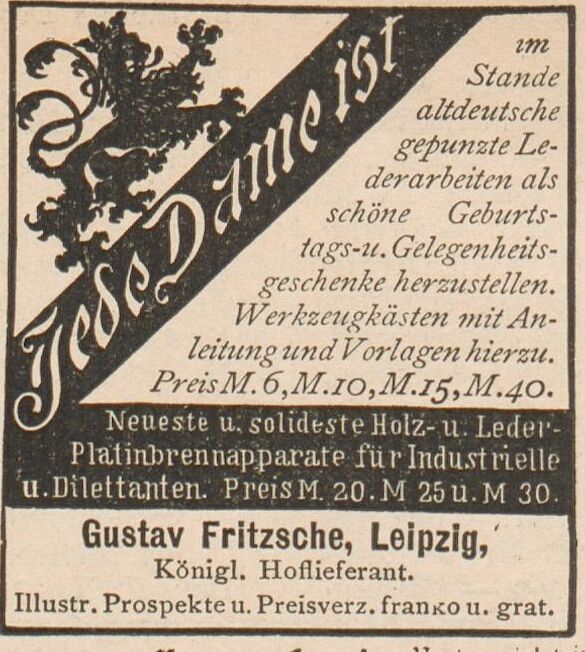 Jede Dame ist
im
Stande
altdeutsche
gepunzte Le-
derarbeiten als
schöne Geburts-
tags-u. Gelegenheits-
geschenke herzustellen.
Werkzeugkästen mit An-
leitung und Vorlagen hierzu.
Preis M. 6, M. 10, M. 15, M. 40.
Neueste u. solideste Holz- u. Leder-
Platinbrennapparate für Industrielle
u. Dilettanten. Preis M. 20. M 25 u. M 30.
Gustav Fritzsche, Leipzig,
Königl. Hoflieferant.
Illustr. Prospekte u. Preisverz. franko u. grat.